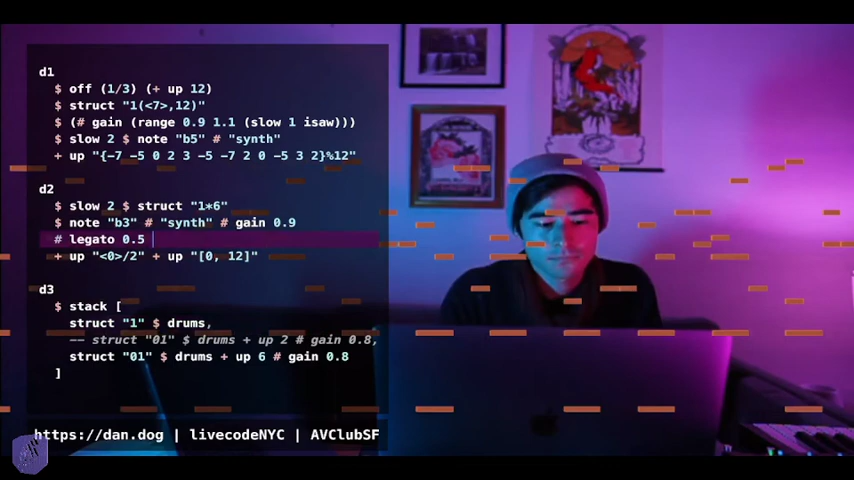 d1
$ off (1/3) (+ up 12)
$ struct "1(<7>,12)"
$ (# gain (range 0.9 1.1 (slow 1 isaw)))
$ slow 2 $ note "b5" # "synth"
+ up "{-7 -5 0 2 3 -5 -7 2 0 -5 3 2}%12"
d2
$ slow 2 $ struct "1*6"
$ note "b3" # "synth" # gain 0.9
# legato 0.5
+ up "<0>/2" + up "[0, 12]"
d3
$ stack [
struct "1" $ drums,
-- struct "01" $ drums + up 2 # gain 0.8,
struct "01" $ drums + up 6 # gain 0.8
]
https://dan.dog | livecodeNYC | AVClubSF